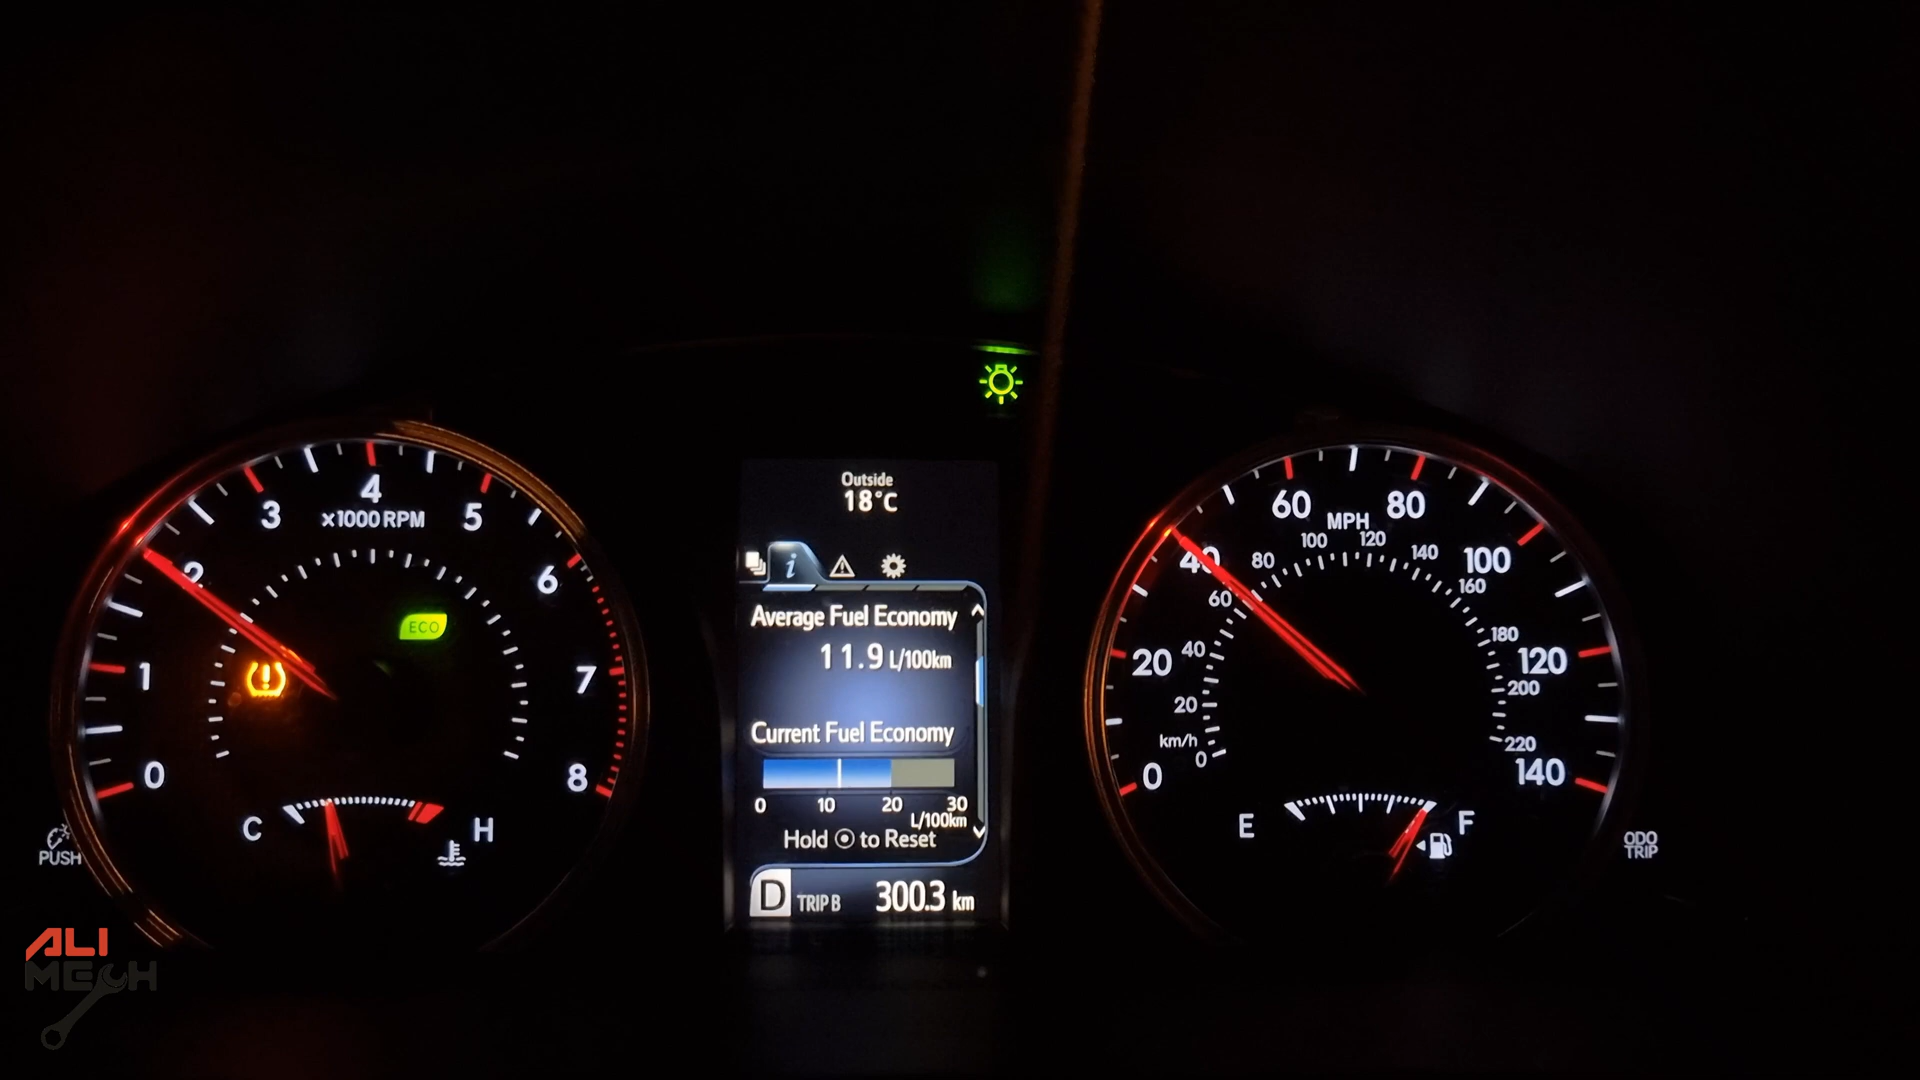 Outside
18°C
i
Average Fuel Economy
11.9 L/100km
Current Fuel Economy
0 10 20 30
L/100km
Hold ⊙ to Reset
D TRIP B 300.3 km
0 1 2 3 4 5 6 7 8
x1000 RPM
ECO
C H
PUSH
0 20 40 60 80 100 120 140
MPH
0 20 40 60 80 100 120 140 160 180 200 220
km/h
E F
ODO
TRIP
ALI
MECH